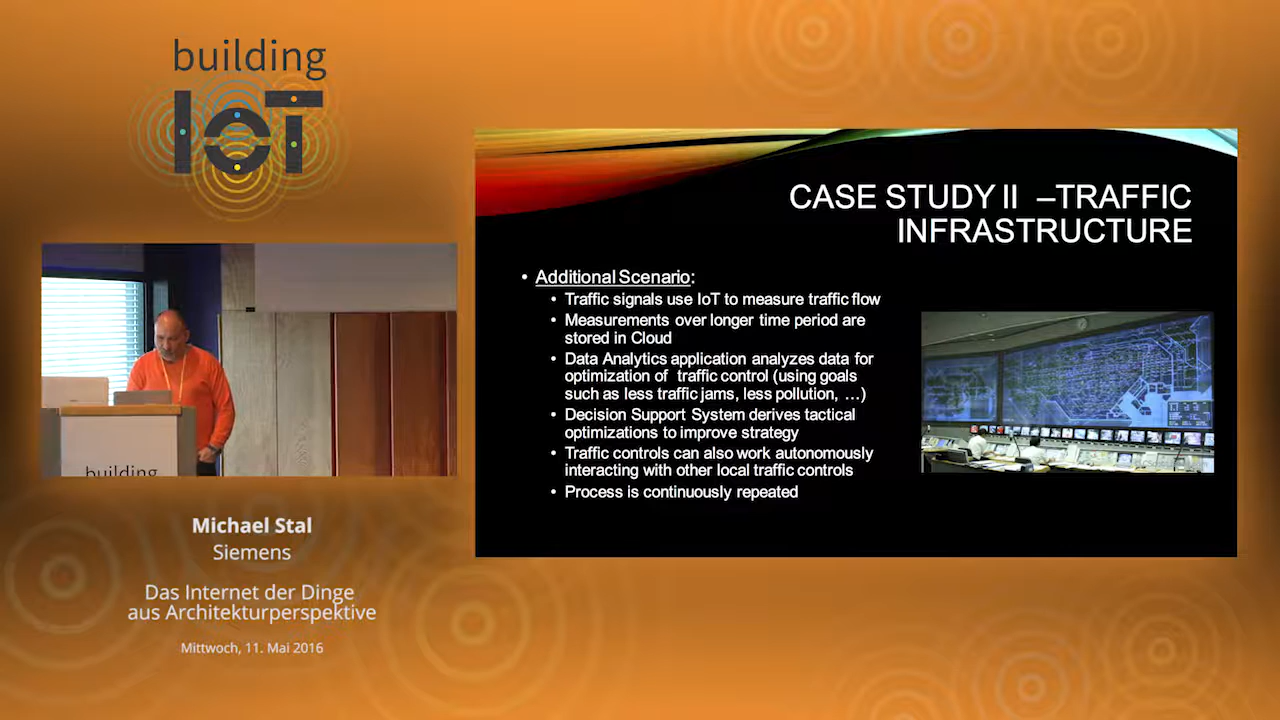 building
IoT
CASE STUDY II –TRAFFIC
INFRASTRUCTURE
• Additional Scenario:
• Traffic signals use IoT to measure traffic flow
• Measurements over longer time period are
stored in Cloud
• Data Analytics application analyzes data for
optimization of traffic control (using goals
such as less traffic jams, less pollution, …)
• Decision Support System derives tactical
optimizations to improve strategy
• Traffic controls can also work autonomously
interacting with other local traffic controls
• Process is continuously repeated
building
Michael Stal
Siemens
Das Internet der Dinge
aus Architekturperspektive
Mittwoch, 11. Mai 2016